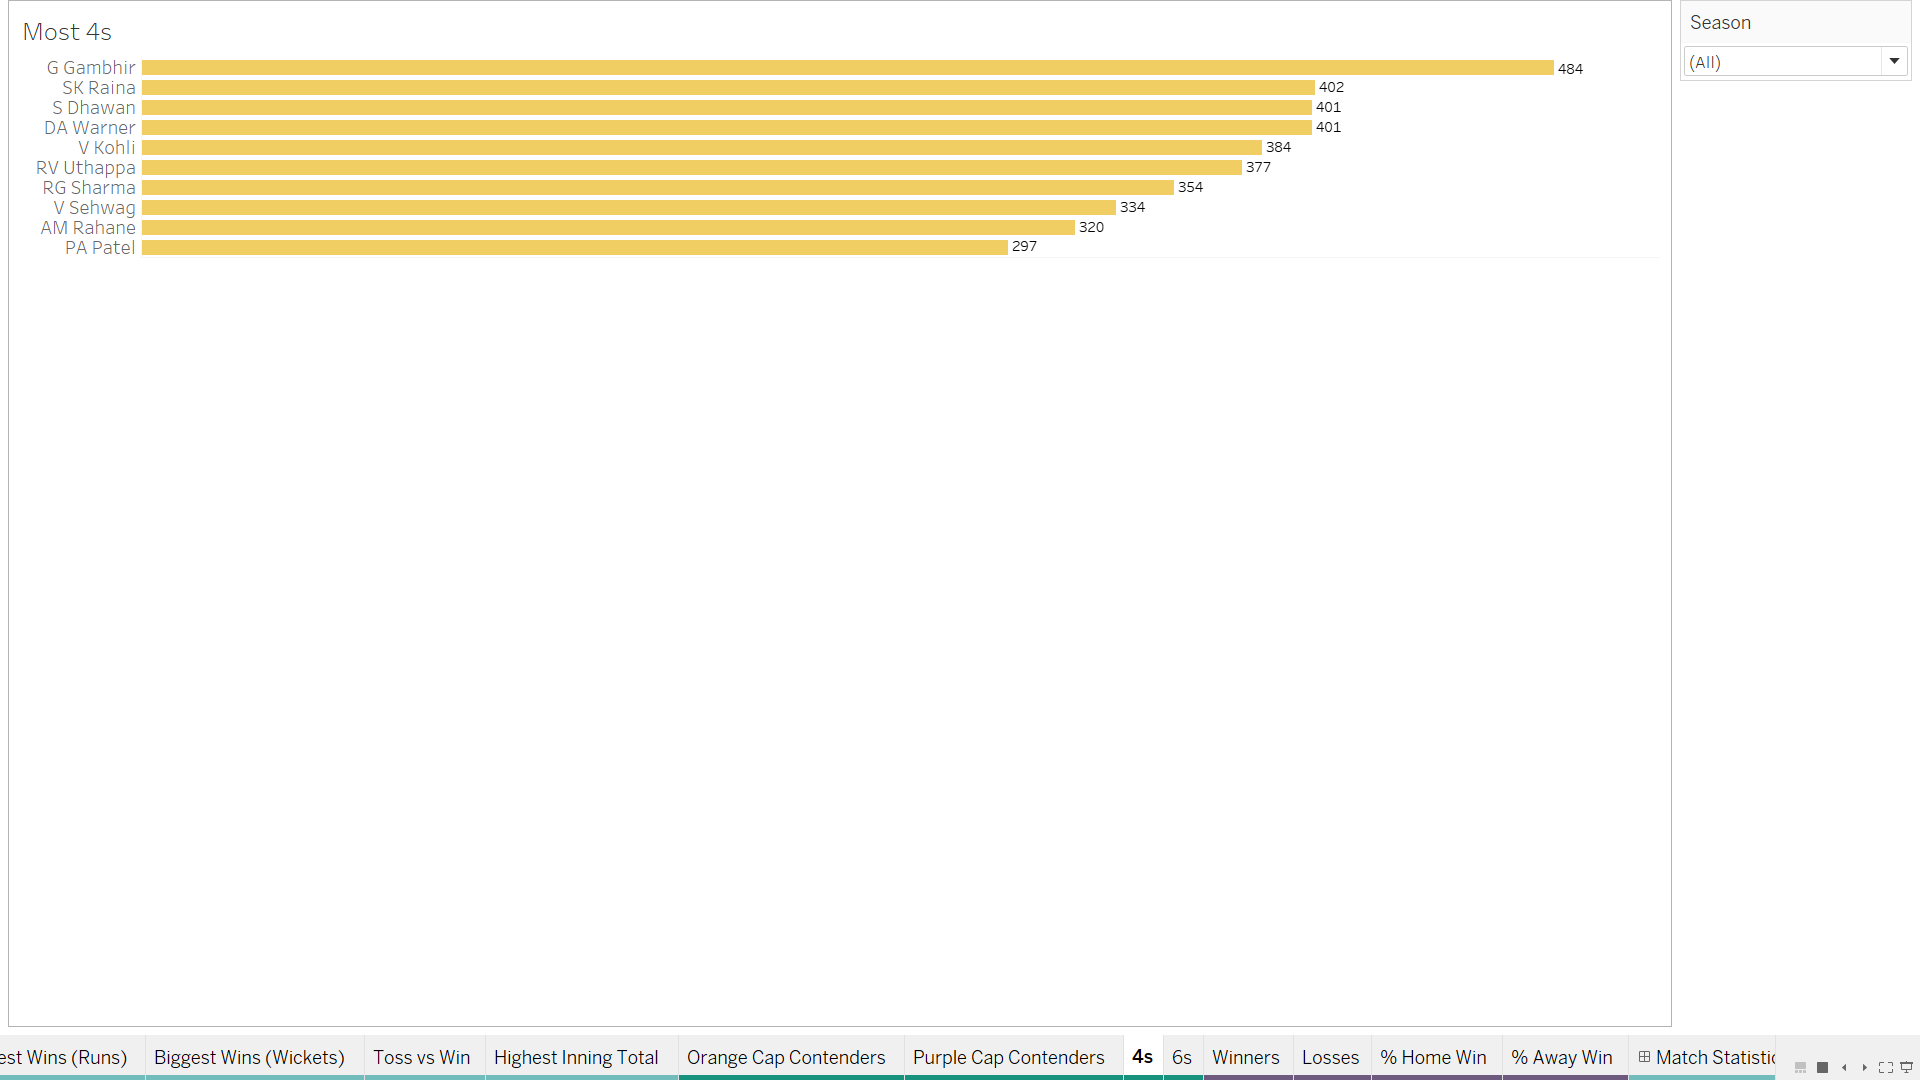 Most 4s
Season
(All)
G Gambhir 484
SK Raina 402
S Dhawan 401
DA Warner 401
V Kohli 384
RV Uthappa 377
RG Sharma 354
V Sehwag 334
AM Rahane 320
PA Patel 297
est Wins (Runs) Biggest Wins (Wickets) Toss vs Win Highest Inning Total Orange Cap Contenders Purple Cap Contenders 4s 6s Winners Losses % Home Win % Away Win Match Statistic